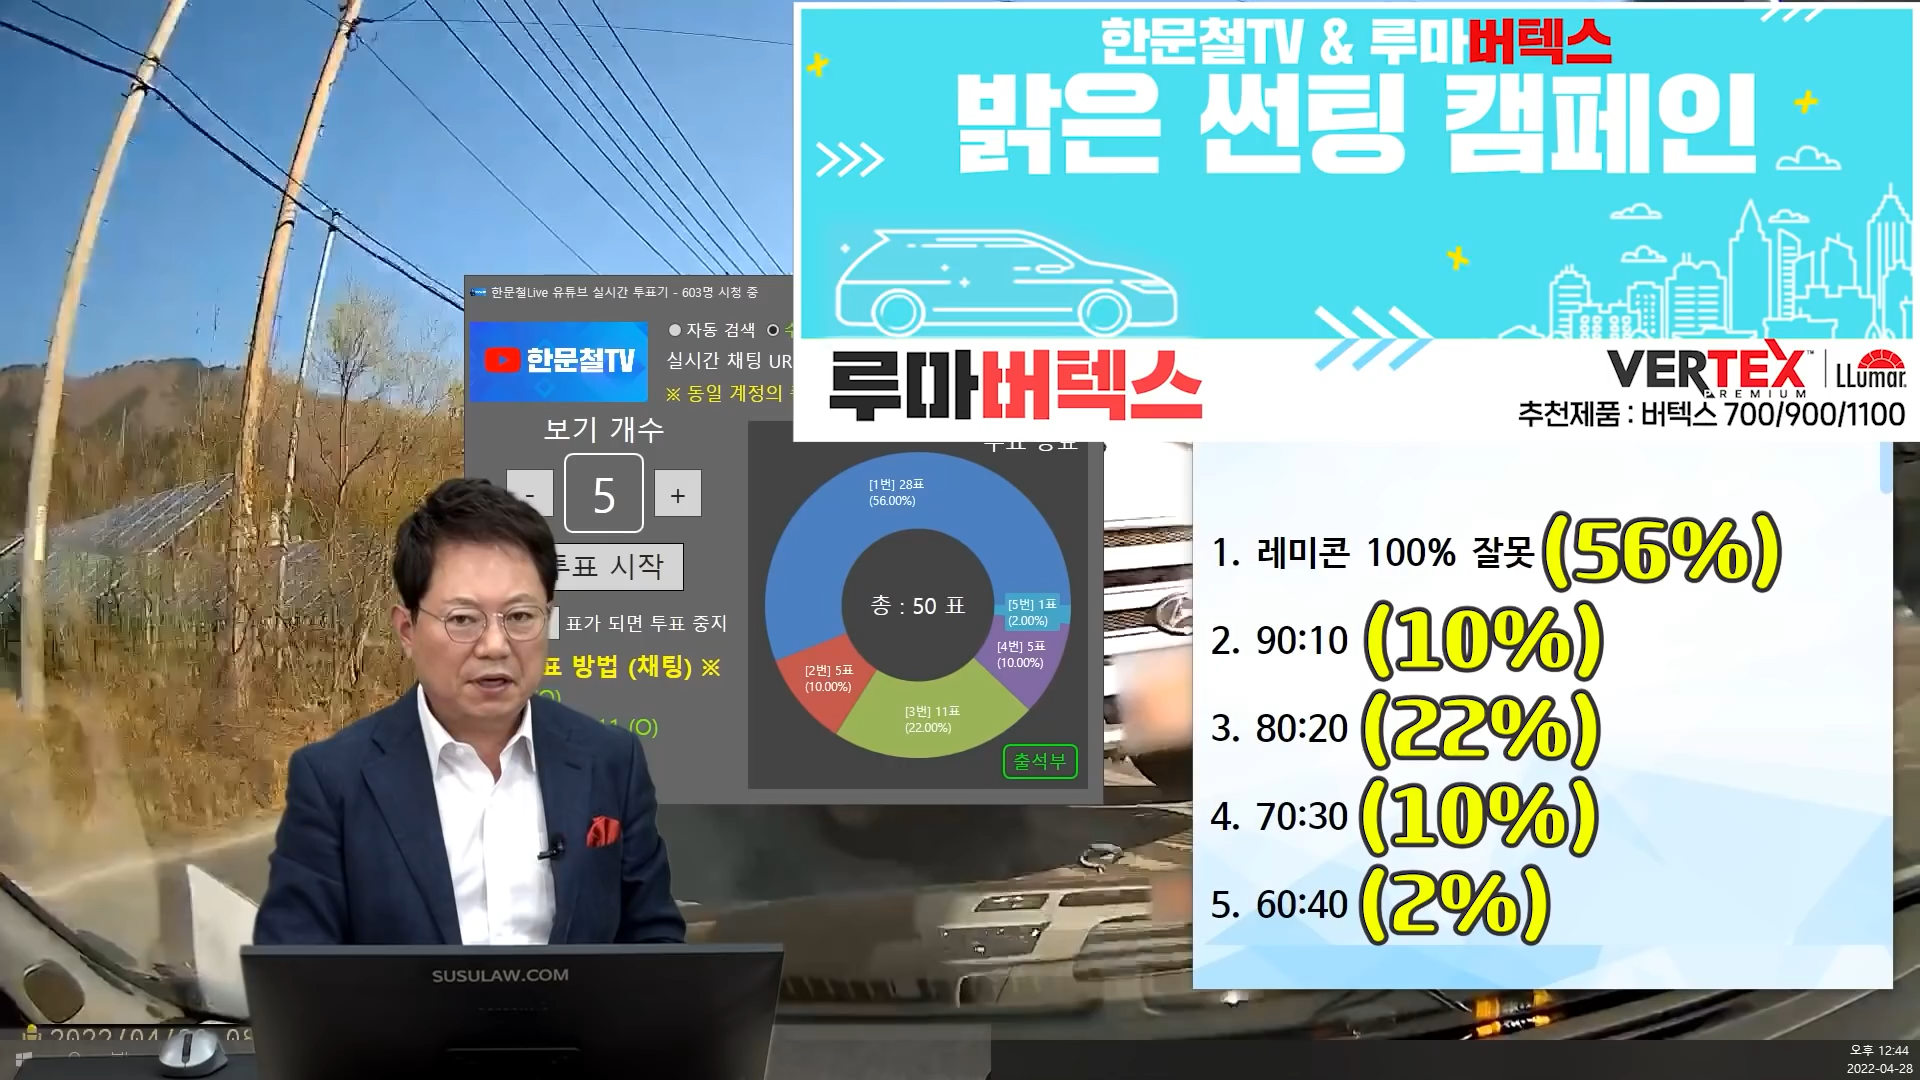 한문철TV & 루마버텍스
밝은 썬팅 캠페인
루마버텍스
VERTEX™
PREMIUM
LLumar
추천제품 : 버텍스 700/900/1100
한문철Live 유튜브 실시간 투표기 - 603명 시청 중
한문철TV
자동 검색
실시간 채팅 UR
※ 동일 계정의
보기 개수
- 5 +
투표 시작
표가 되면 투표 중지
표 방법 (채팅) ※
(O)
11 (O)
투표 종료
[1번] 28표
(56.00%)
총 : 50 표
[5번] 1표
(2.00%)
[4번] 5표
(10.00%)
[2번] 5표
(10.00%)
[3번] 11표
(22.00%)
출석부
1. 레미콘 100% 잘못 (56%)
2. 90:10 (10%)
3. 80:20 (22%)
4. 70:30 (10%)
5. 60:40 (2%)
SUSULAW.COM
오후 12:44
2022-04-28